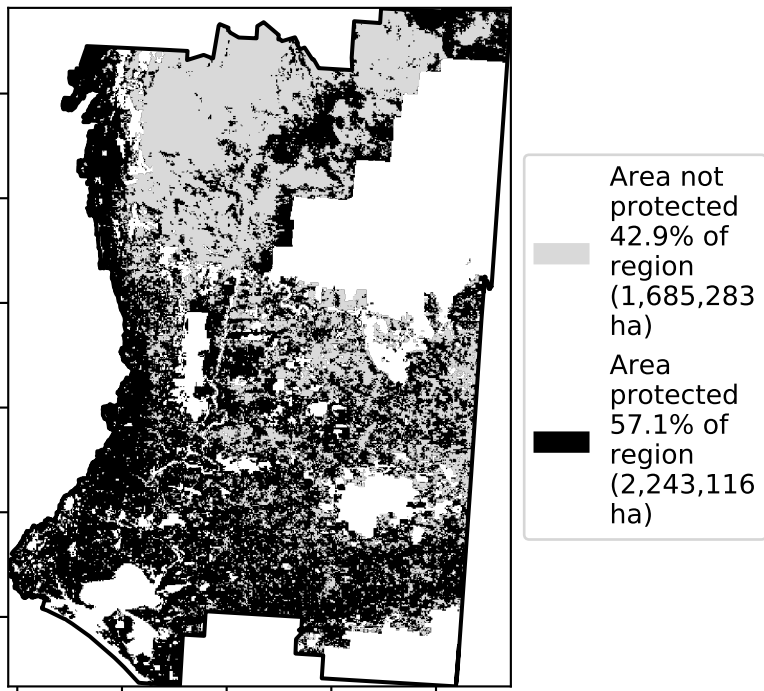 Area not
protected
42.9% of
region
(1,685,283
ha)
Area
protected
57.1% of
region
(2,243,116
ha)